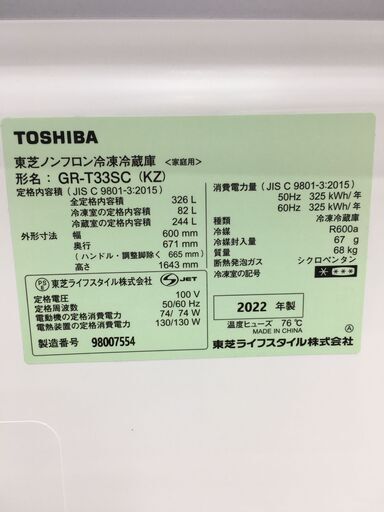 TOSHIBA
東芝ノンフロン冷凍冷蔵庫 <家庭用>
形名: GR-T33SC (KZ)
定格内容積 (JIS C 9801-3:2015)
全定格内容積 326 L
冷凍室の定格内容積 82 L
冷蔵室の定格内容積 244 L
外形寸法 幅 600 mm
奥行 671 mm
(ハンドル・調整脚除く 665 mm)
高さ 1643 mm
PS E 東芝ライフスタイル株式会社 S JET
定格電圧 100 V
定格周波数 50/60 Hz
電動機の定格消費電力 74/ 74 W
電熱装置の定格消費電力 130/130 W
製造番号 98007554
消費電力量 (JIS C 9801-3:2015)
50Hz 325 kWh/年
60Hz 325 kWh/年
種類 冷凍冷蔵庫
冷媒 R600a
冷媒封入量 67 g
質量 68 kg
断熱発泡ガス シクロペンタン
冷凍室の記号
2022 年製
温度ヒューズ 76℃
MADE IN CHINA
A
東芝ライフスタイル株式会社